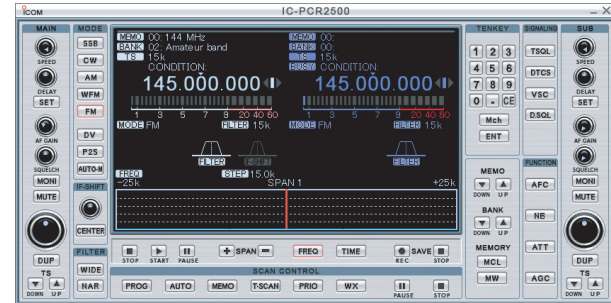 ICOM IC-PCR2500
MAIN MODE TENKEY SIGNALING SUB
SPEED
DELAY
SET
AF GAIN
SQUELCH
MONI
MUTE
DUP
TS
DOWN UP
SSB
CW
AM
WFM
FM
DV
P25
AUTO-M
IF-SHIFT
CENTER
FILTER
WIDE
NAR
MEMO 00: 144 MHz
BANK 02: Amateur band
TS 15k
CONDITION:
145.000.000
1 3 5 7 9 20 40 60
MODE FM FILTER 15k
FILTER IF-SHIFT
MEMO 00:
BANK 00:
TS 15k
BUSY CONDITION:
145.000.000
1 3 5 7 9 20 40 60
MODE FM FILTER 15k
FILTER
FREQ STEP 15.0k
-25k SPAN 1 +25k
STOP START PAUSE
+ SPAN -
FREQ TIME
SAVE
REC STOP
SCAN CONTROL
PROG AUTO MEMO T-SCAN PRIO WX
PAUSE STOP
1 2 3
4 5 6
7 8 9
0 . CE
Mch
ENT
MEMO
DOWN UP
BANK
DOWN UP
MEMORY
MCL
MW
TSQL
DTCS
VSC
D.SQL
FUNCTION
AFC
NB
ATT
AGC
SPEED
DELAY
SET
AF GAIN
SQUELCH
MONI
MUTE
DUP
TS
DOWN UP